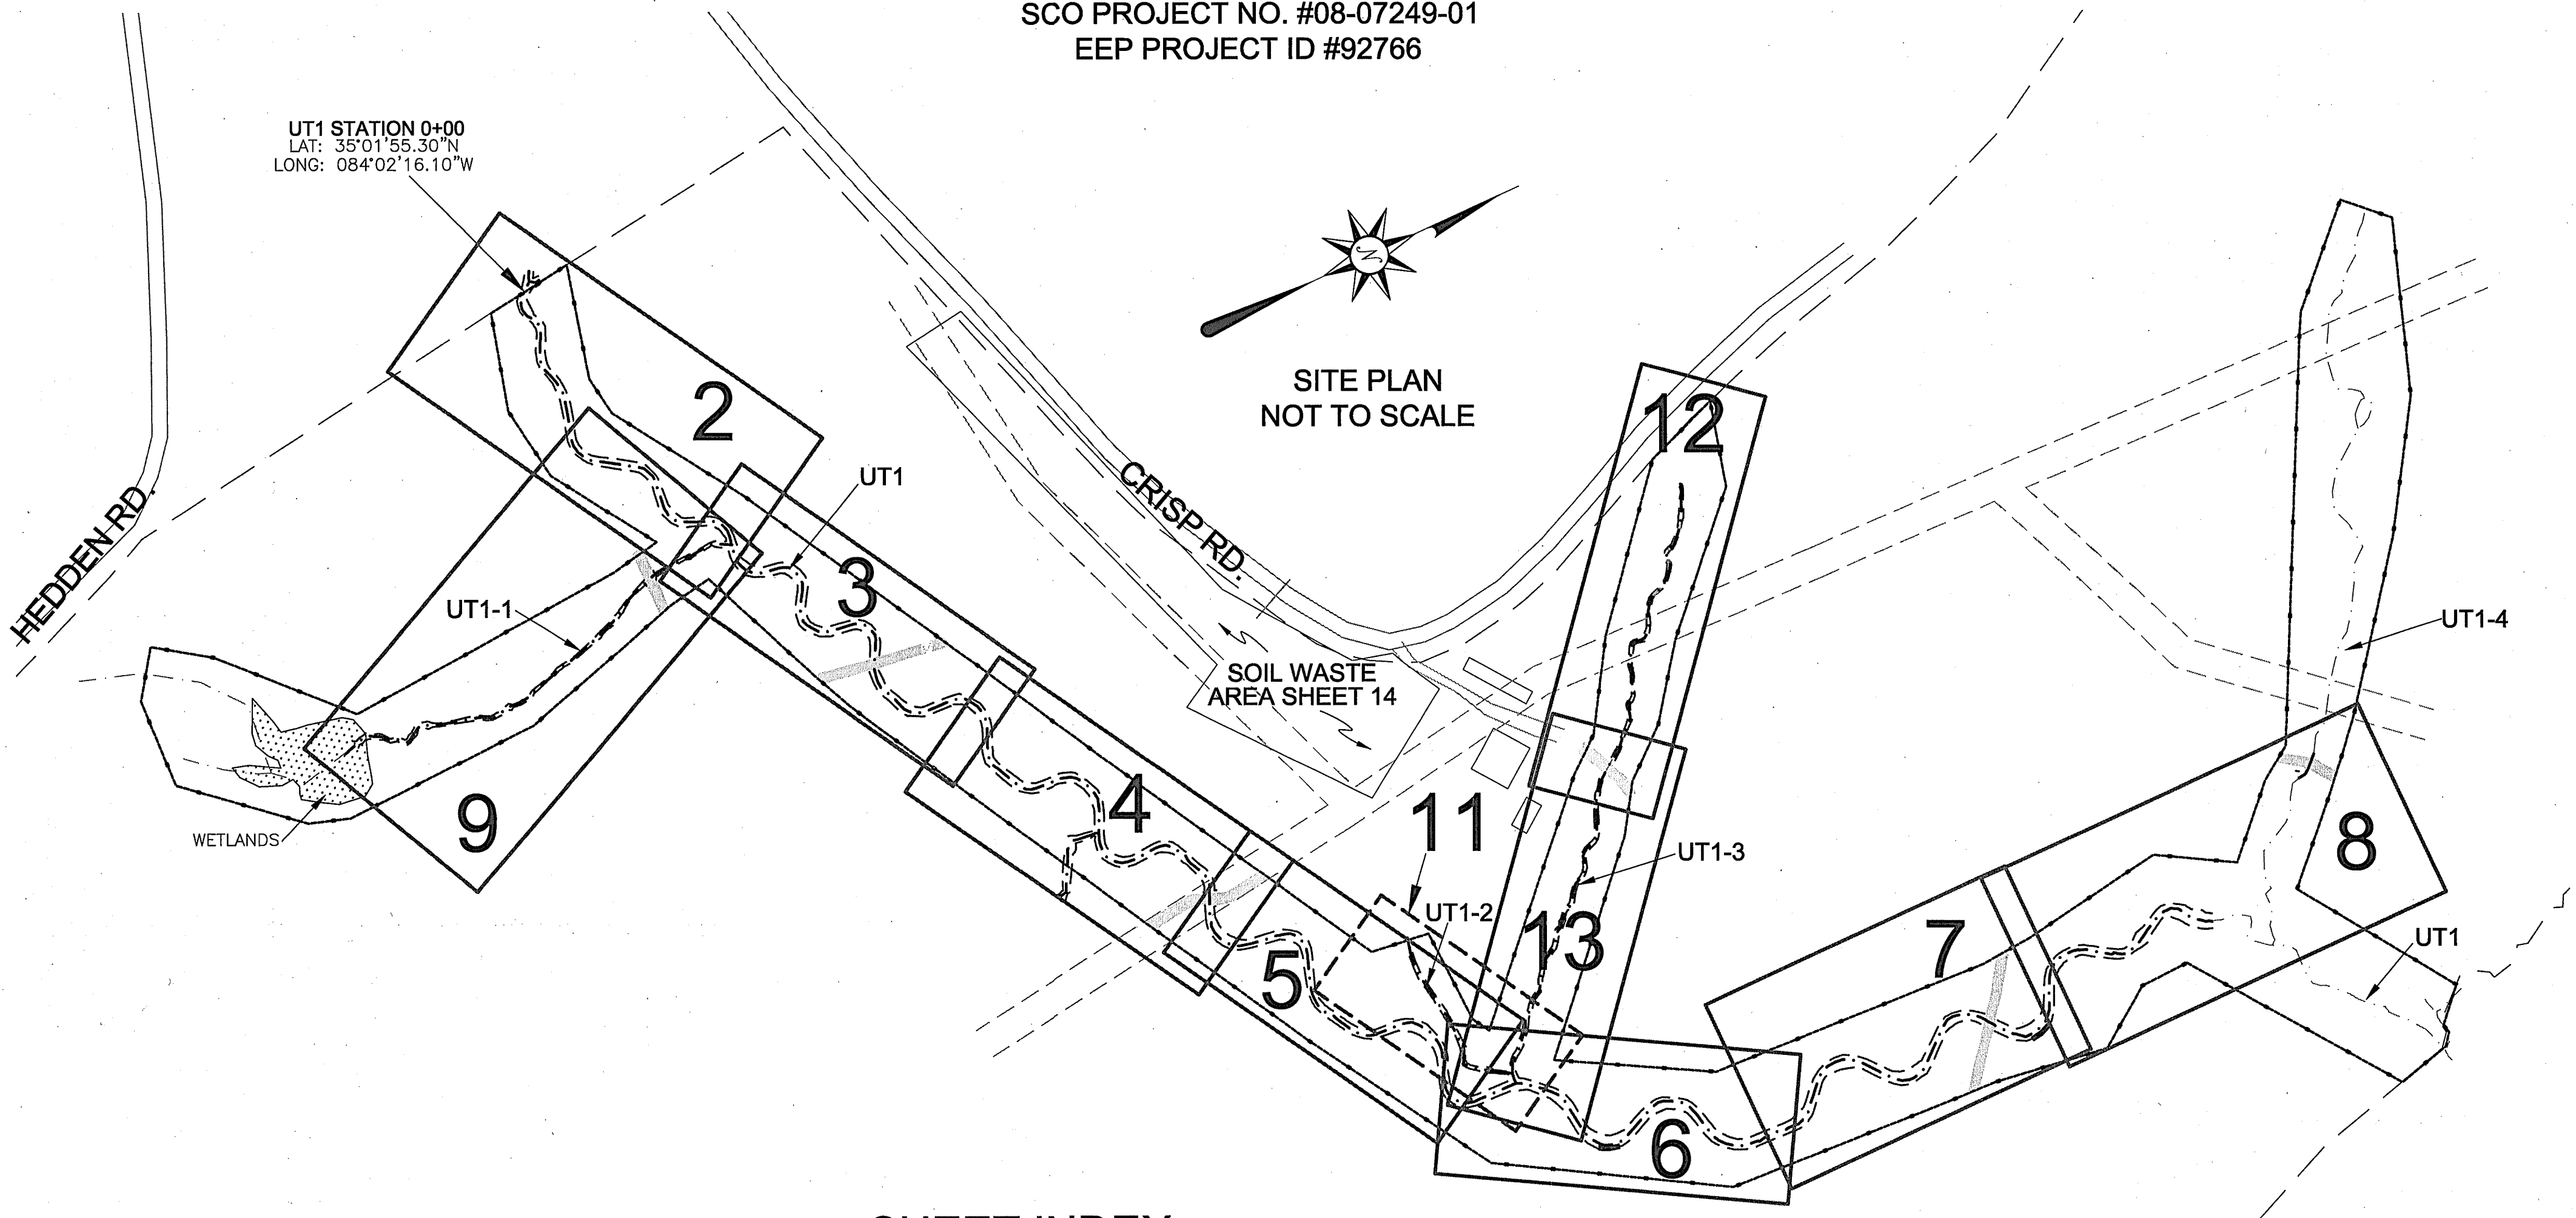 SCO PROJECT NO. #08-07249-01
EEP PROJECT ID #92766
UT1 STATION 0+00
LAT: 35°01'55.30"N
LONG: 084°02'16.10"W
N
SITE PLAN
NOT TO SCALE
HEDDEN RD.
CRISP RD.
2
UT1
3
UT1-1
9
WETLANDS
SOIL WASTE
AREA SHEET 14
4
12
11
UT1-2
UT1-3
13
5
6
7
8
UT1-4
UT1
SHEET INDEX